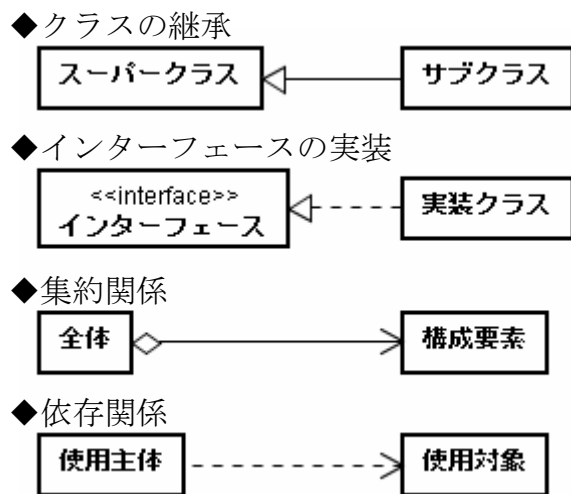 ◆クラスの継承
スーパークラス サブクラス
◆インターフェースの実装
<<interface>>
インターフェース 実装クラス
◆集約関係
全体 構成要素
◆依存関係
使用主体 使用対象